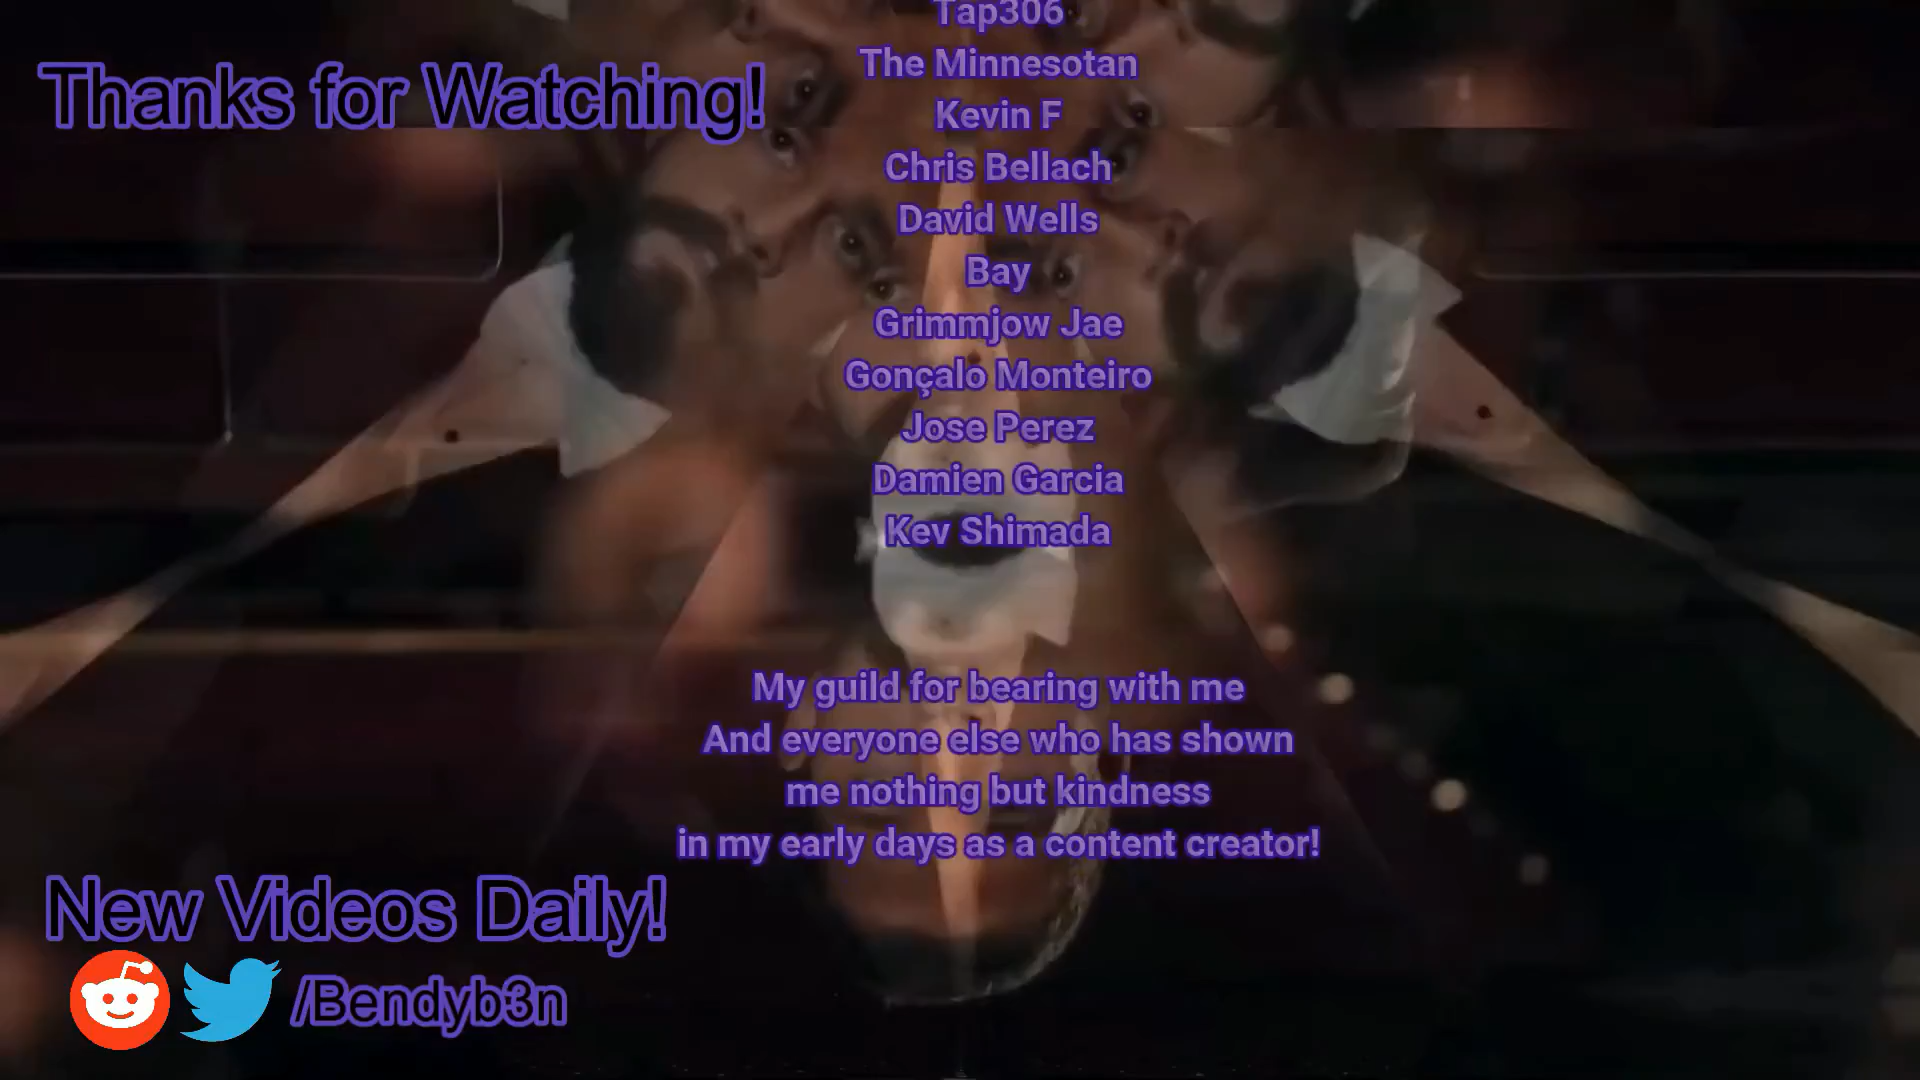 Tap306
Thanks for Watching!
The Minnesotan
Kevin F
Chris Bellach
David Wells
Bay
Grimmjow Jae
Gonçalo Monteiro
Jose Perez
Damien Garcia
Kev Shimada
My guild for bearing with me
And everyone else who has shown
me nothing but kindness
in my early days as a content creator!
New Videos Daily!
/Bendyb3n